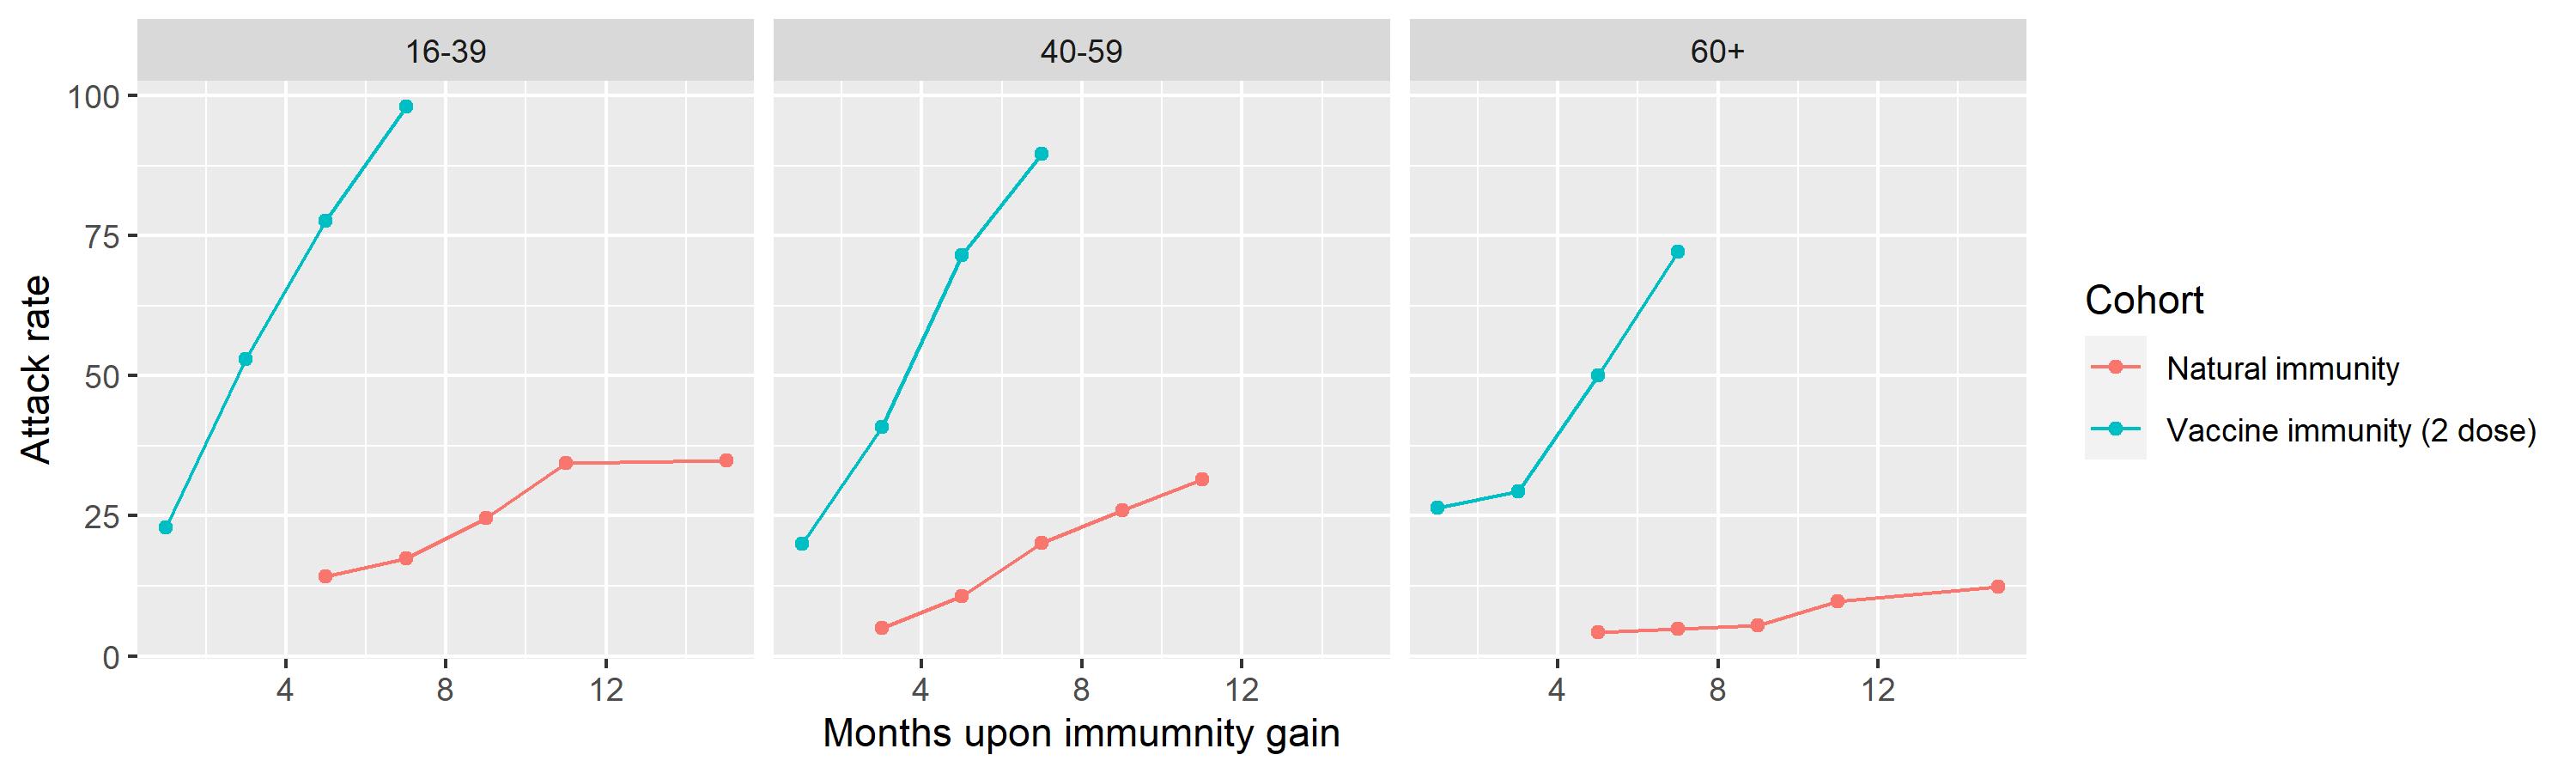 16-39
40-59
60+
100
75
50
25
0
Attack rate
4 8 12
4 8 12
4 8 12
Months upon immumnity gain
Cohort
Natural immunity
Vaccine immunity (2 dose)